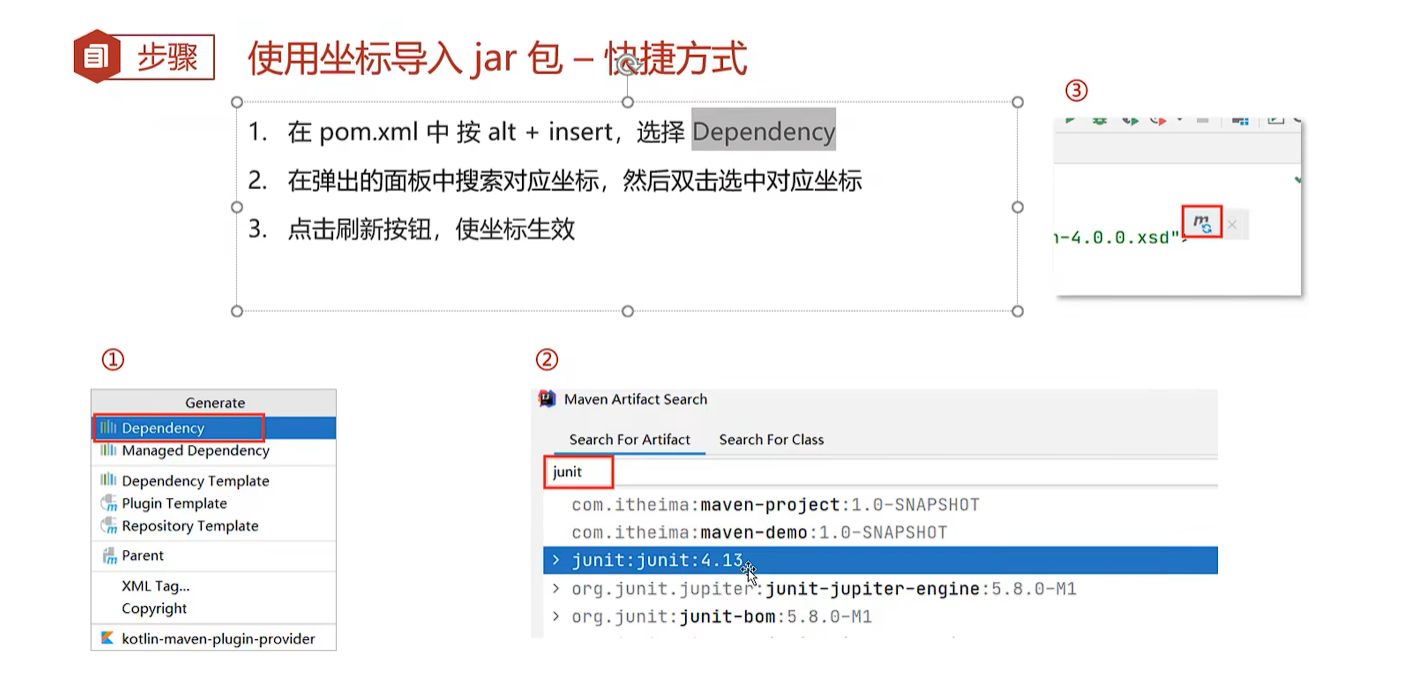 步骤
使用坐标导入 jar 包 – 快捷方式
1. 在 pom.xml 中 按 alt + insert，选择 Dependency
2. 在弹出的面板中搜索对应坐标，然后双击选中对应坐标
3. 点击刷新按钮，使坐标生效
③
-4.0.0.xsd">
①
Generate
Dependency
Managed Dependency
Dependency Template
Plugin Template
Repository Template
Parent
XML Tag...
Copyright
kotlin-maven-plugin-provider
②
Maven Artifact Search
Search For Artifact Search For Class
junit
com.itheima:maven-project:1.0-SNAPSHOT
com.itheima:maven-demo:1.0-SNAPSHOT
junit:junit:4.13
org.junit.jupiter:junit-jupiter-engine:5.8.0-M1
org.junit:junit-bom:5.8.0-M1